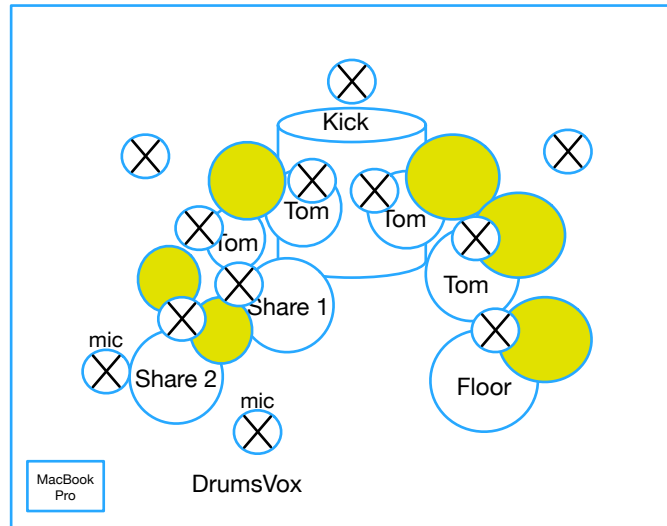 Kick
Tom
Tom
Tom
Tom
Share 1
mic
Share 2
Floor
mic
MacBook
Pro
DrumsVox